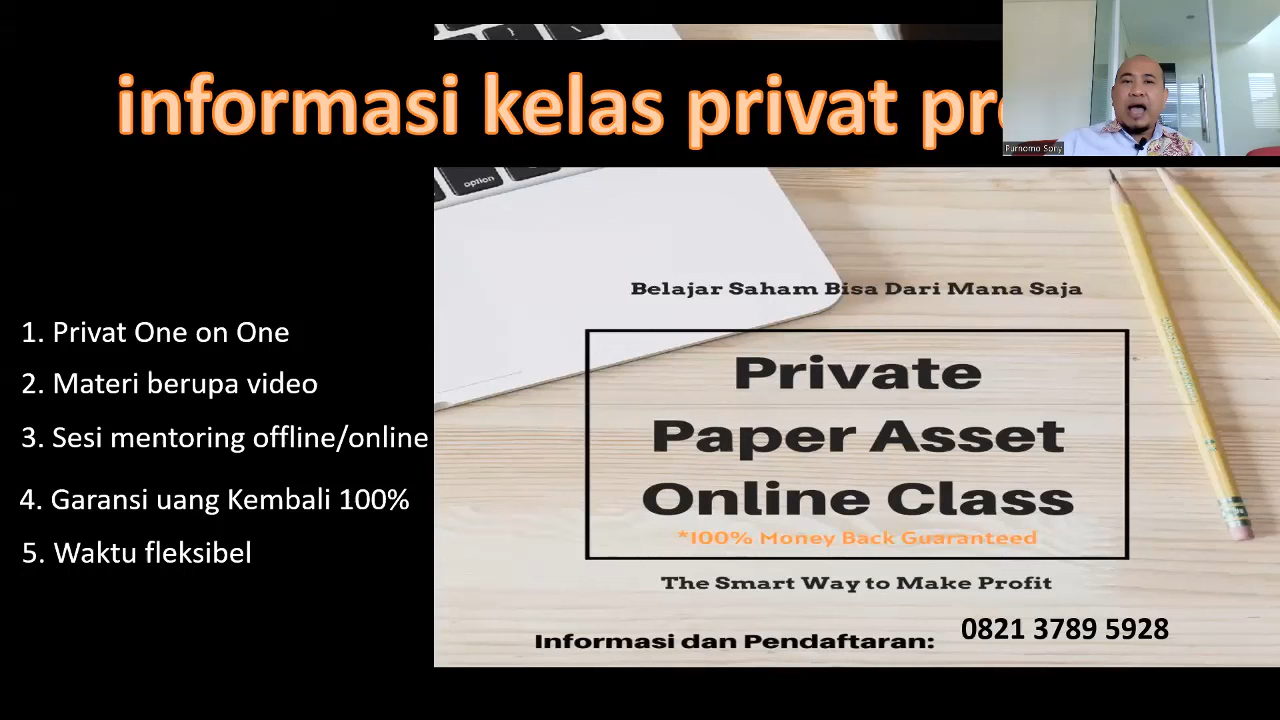 informasi kelas privat
Purnomo Sony
option
1. Privat One on One
2. Materi berupa video
3. Sesi mentoring offline/online
4. Garansi uang Kembali 100%
5. Waktu fleksibel
Belajar Saham Bisa Dari Mana Saja
Private
Paper Asset
Online Class
*100% Money Back Guaranteed
The Smart Way to Make Profit
Informasi dan Pendaftaran: 0821 3789 5928